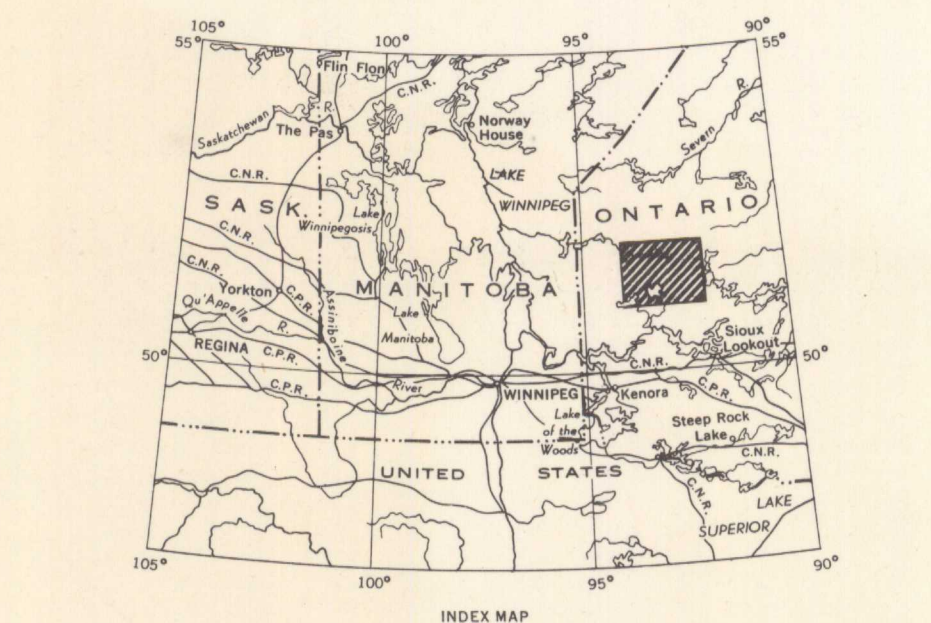 105°
100°
95°
90°
55°
55°
Flin Flon
C.N.R.
R.
R.
Saskatchewan
The Pas
Norway
House
Severn
C.N.R.
LAKE
WINNIPEG
SASK.
Lake
Winnipegosis
ONTARIO
C.N.R.
C.N.R.
Yorkton
C.P.R.
MANITOBA
Qu'Appelle
R.
Assiniboine
Lake
Manitoba
Sioux
Lookout
50°
REGINA
C.P.R.
C.N.R.
50°
C.P.R.
River
WINNIPEG
Kenora
C.P.R.
Lake
of the
Woods
Steep Rock
Lake
C.N.R.
UNITED STATES
C.N.R.
LAKE
SUPERIOR
105°
100°
95°
90°
INDEX MAP